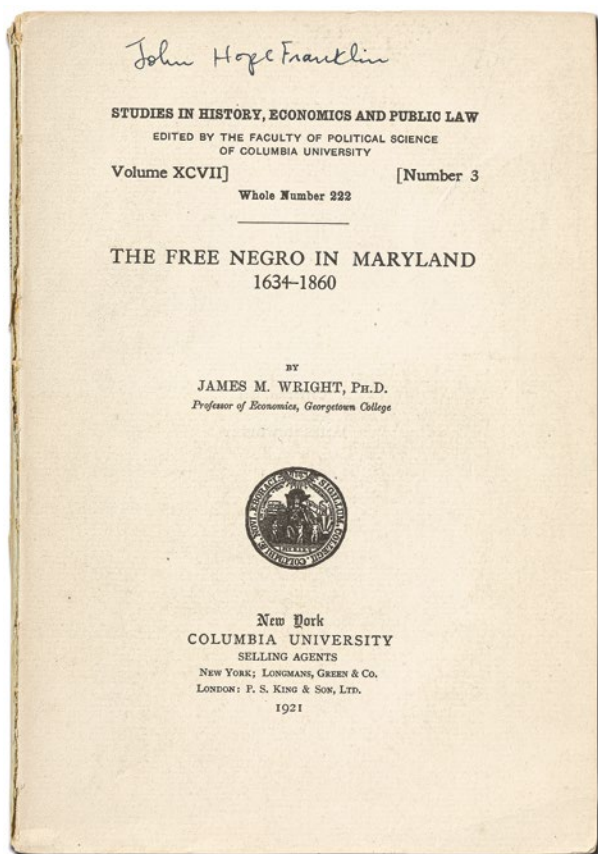 John Hope Franklin
STUDIES IN HISTORY, ECONOMICS AND PUBLIC LAW
EDITED BY THE FACULTY OF POLITICAL SCIENCE
OF COLUMBIA UNIVERSITY
Volume XCVII] [Number 3
Whole Number 222
THE FREE NEGRO IN MARYLAND
1634–1860
BY
JAMES M. WRIGHT, PH.D.
Professor of Economics, Georgetown College
New York
COLUMBIA UNIVERSITY
SELLING AGENTS
NEW YORK; LONGMANS, GREEN & CO.
LONDON: P. S. KING & SON, LTD.
1921